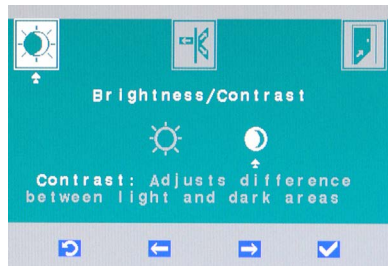 Brightness/Contrast
Contrast: Adjusts difference
between light and dark areas